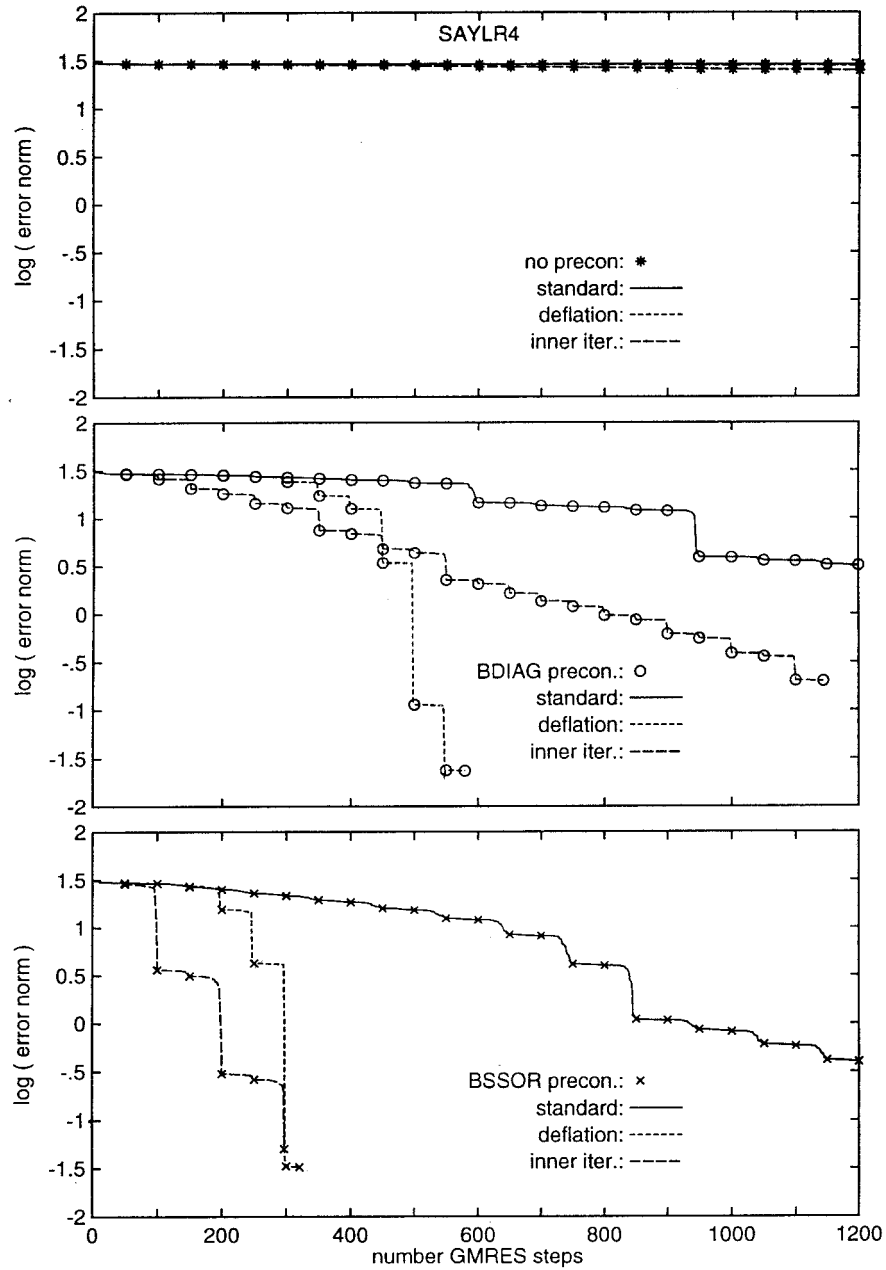 SAYLR4
2
1.5
1
0.5
0
-.5
-1
-1.5
-2
log ( error norm )
no precon:
standard:
deflation:
inner iter.:
2
1.5
1
0.5
0
-.5
-1
-1.5
-2
log ( error norm )
BDIAG precon.:
standard:
deflation:
inner iter.:
2
1.5
1
0.5
0
-.5
-1
-1.5
-2
log ( error norm )
BSSOR precon.:
standard:
deflation:
inner iter.:
0 200 400 600 800 1000 1200
number GMRES steps